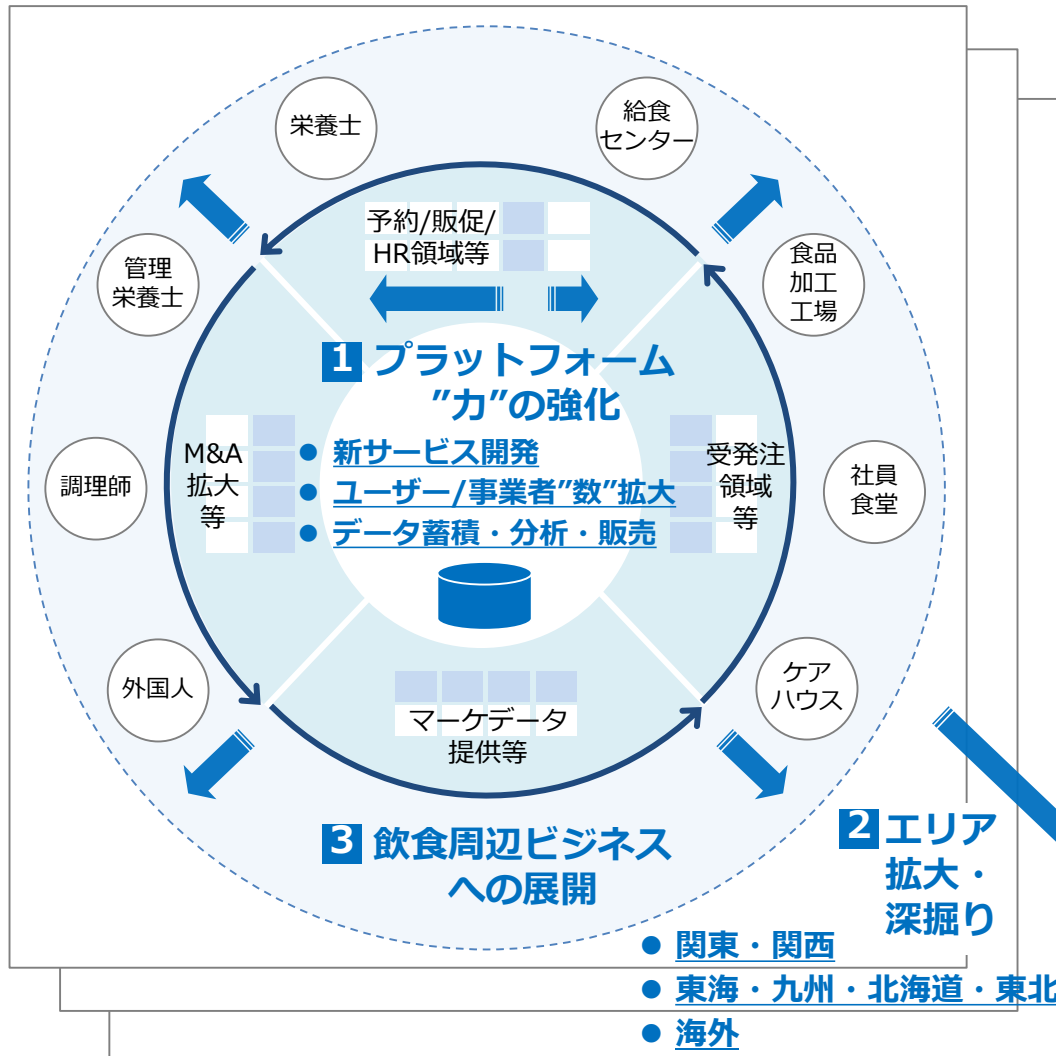 栄養士
給食
センター
予約/販促/
HR領域等
管理
栄養士
食品
加工
工場
1 プラットフォーム
”力”の強化
● 新サービス開発
● ユーザー/事業者”数”拡大
● データ蓄積・分析・販売
M&A
拡大
等
受発注
領域
等
調理師
社員
食堂
外国人
ケア
ハウス
マーケデータ
提供等
3 飲食周辺ビジネス
への展開
2 エリア
拡大・
深掘り
● 関東・関西
● 東海・九州・北海道・東北
● 海外